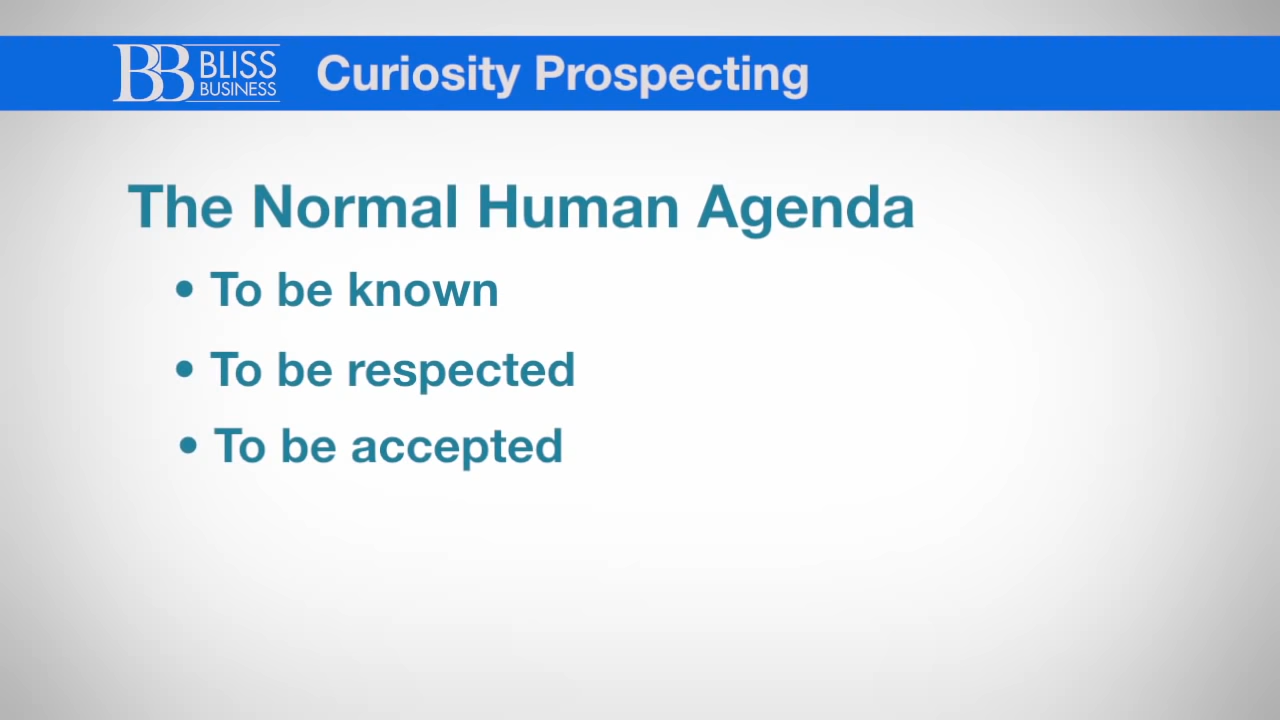 BB BLISS
BUSINESS
Curiosity Prospecting
The Normal Human Agenda
• To be known
• To be respected
• To be accepted